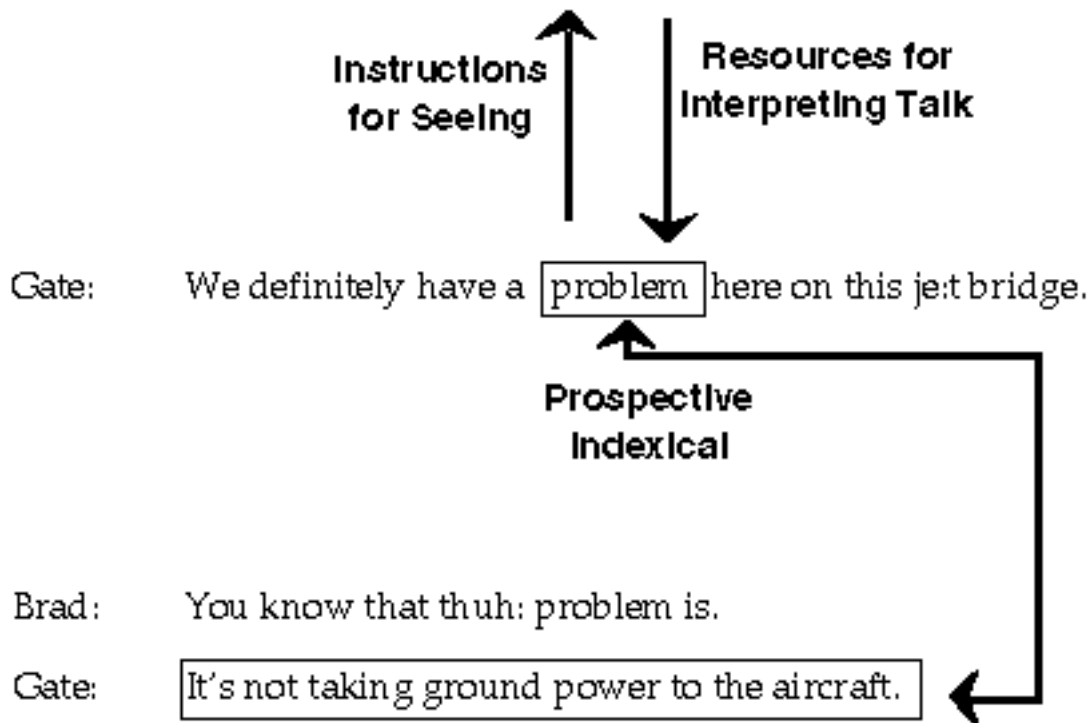 Instructions
for Seeing
Resources for
Interpreting Talk
Gate: We definitely have a problem here on this je:t bridge.
Prospective
Indexical
Brad: You know that thuh: problem is.
Gate: It's not taking ground power to the aircraft.